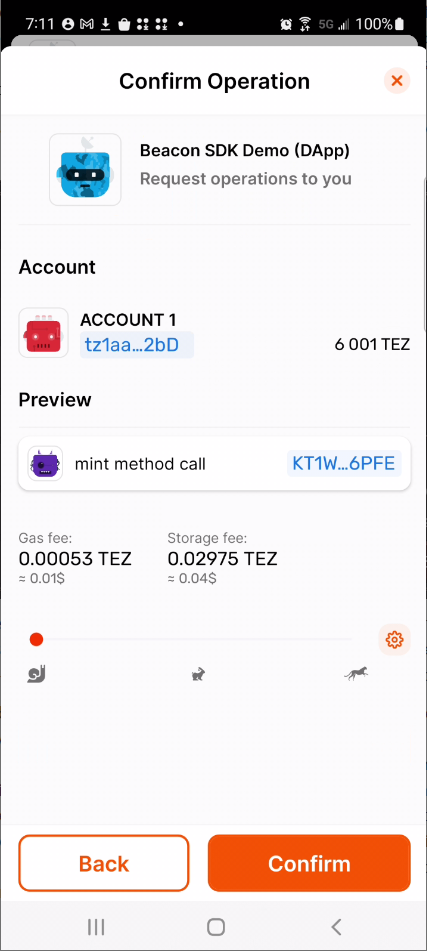 7:11
5G
100%
Confirm Operation
Beacon SDK Demo (DApp)
Request operations to you
Account
ACCOUNT 1
tz1aa...2bD
6 001 TEZ
Preview
mint method call
KT1W...6PFE
Gas fee:
0.00053 TEZ
≈ 0.01$
Storage fee:
0.02975 TEZ
≈ 0.04$
Back
Confirm